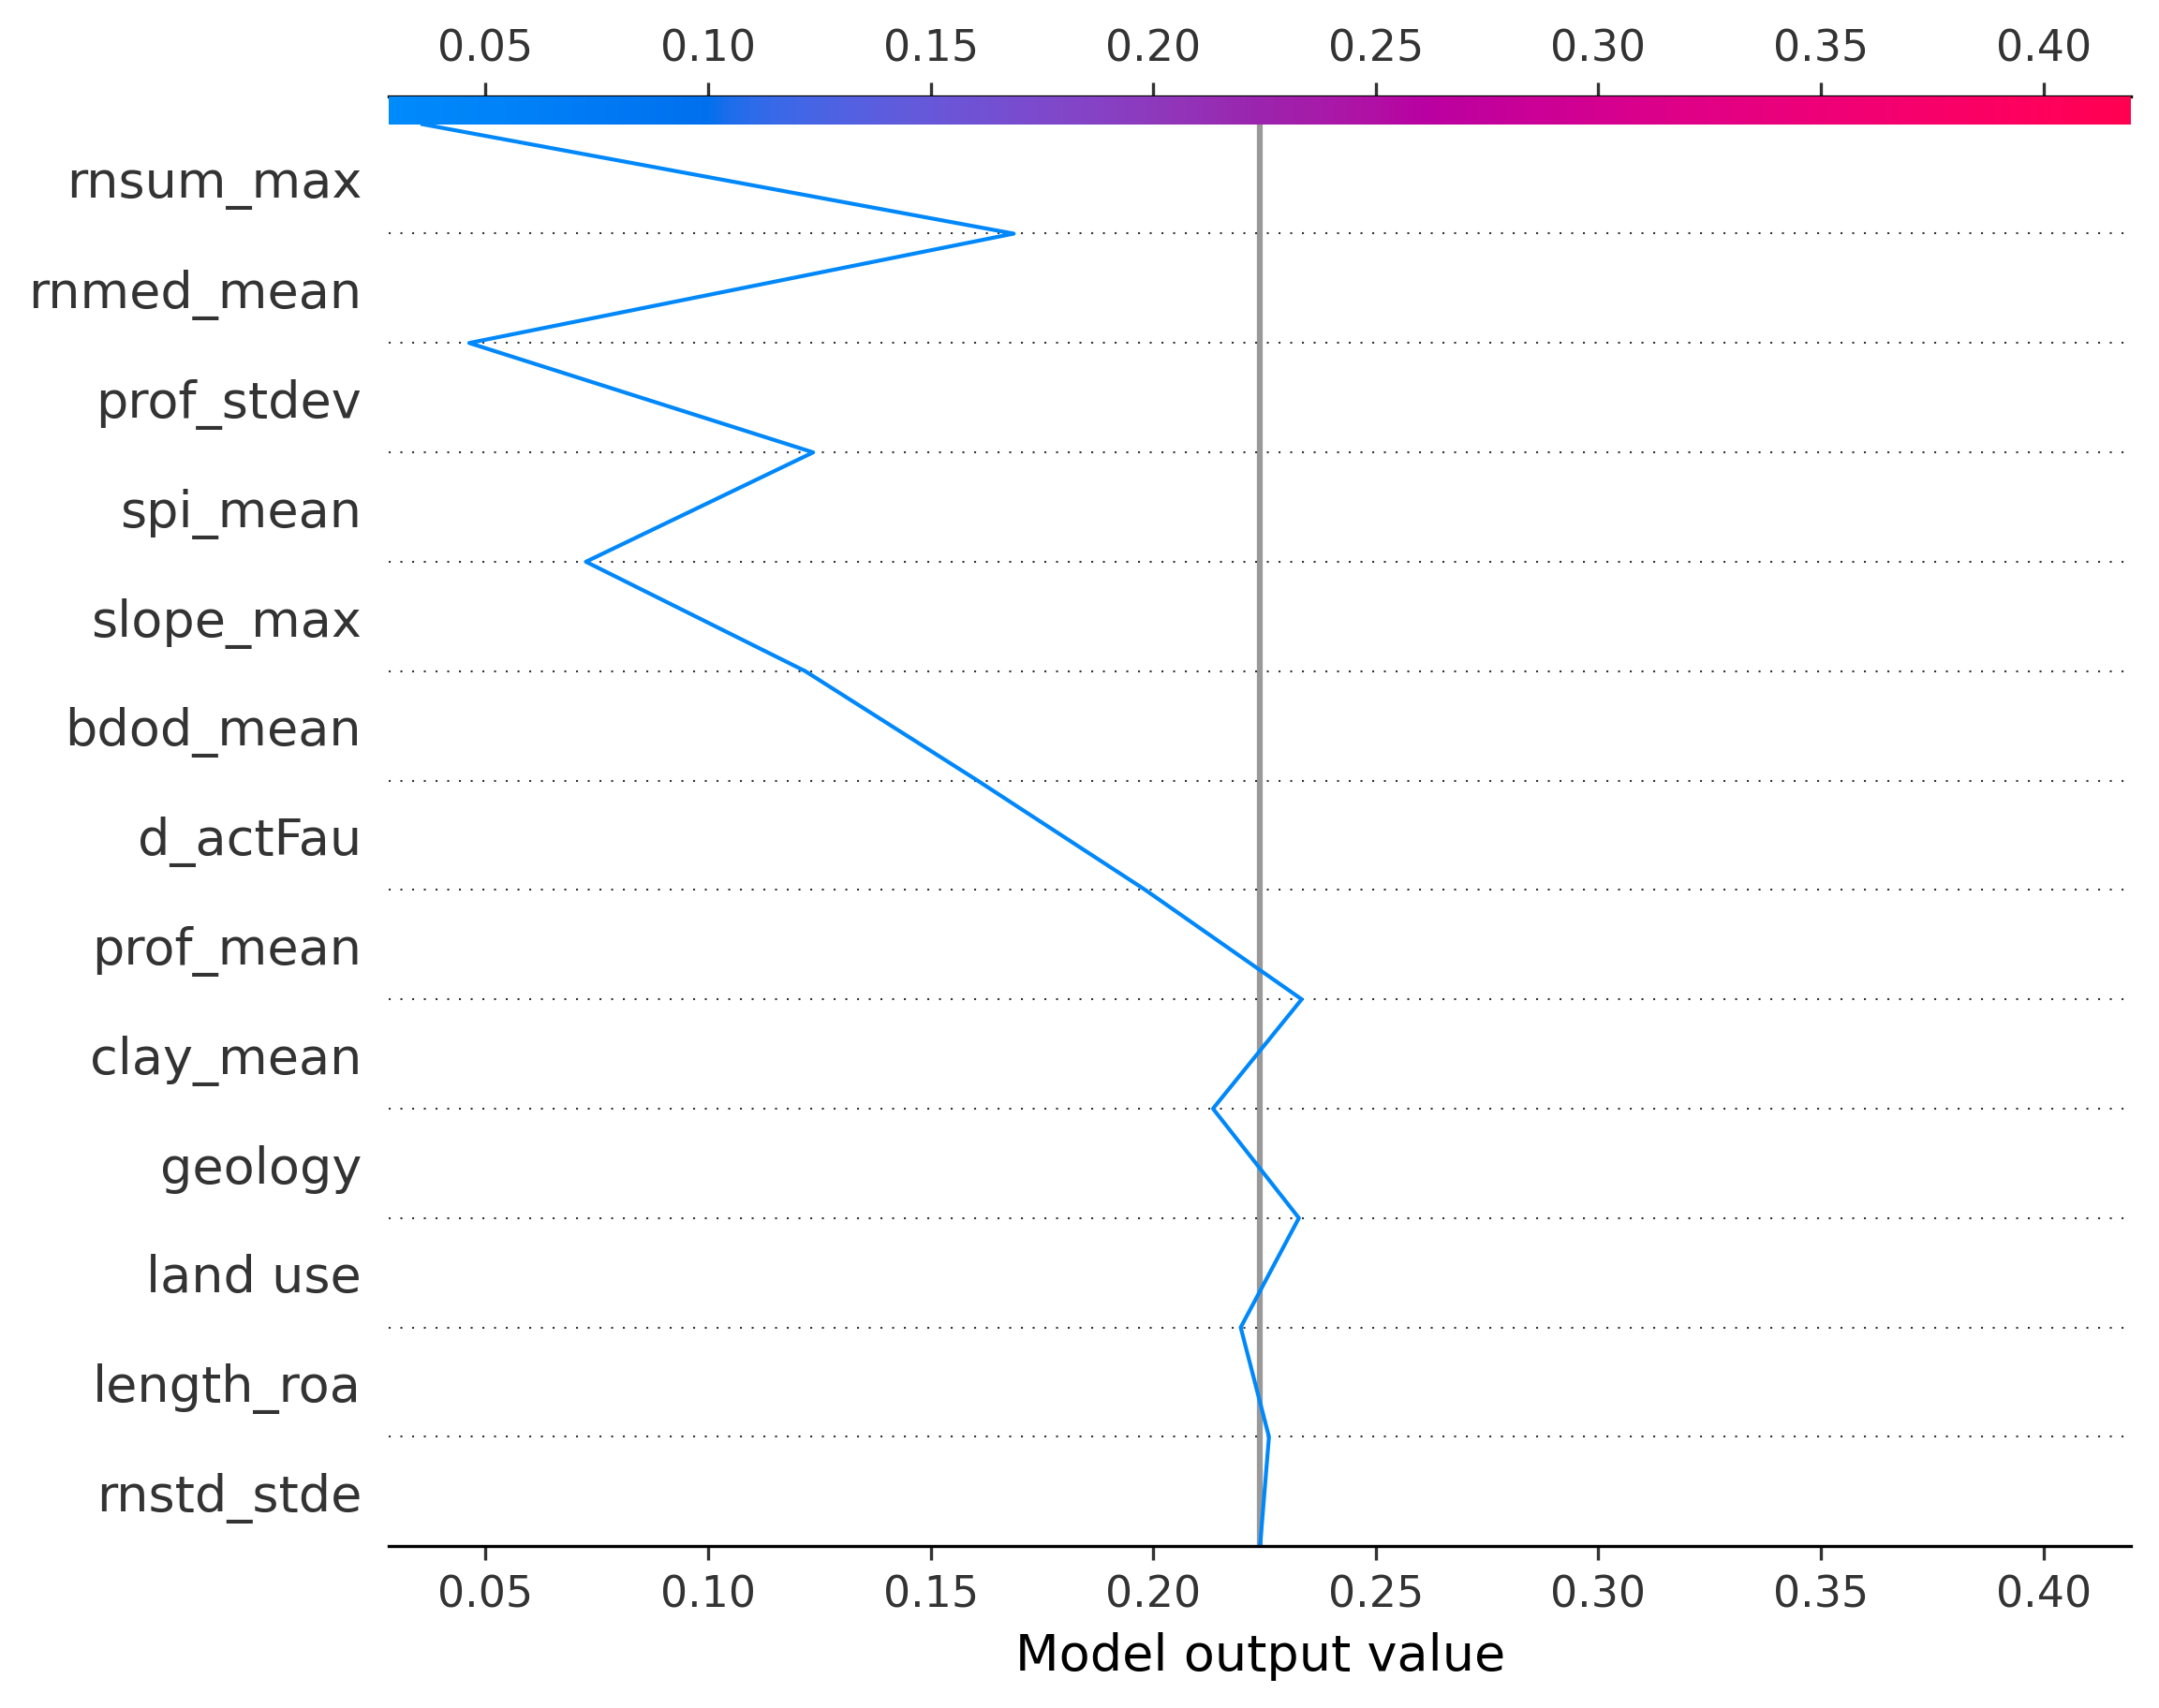 0.05 0.10 0.15 0.20 0.25 0.30 0.35 0.40
rnsum_max
rnmed_mean
prof_stdev
spi_mean
slope_max
bdod_mean
d_actFau
prof_mean
clay_mean
geology
land use
length_roa
rnstd_stde
0.05 0.10 0.15 0.20 0.25 0.30 0.35 0.40
Model output value